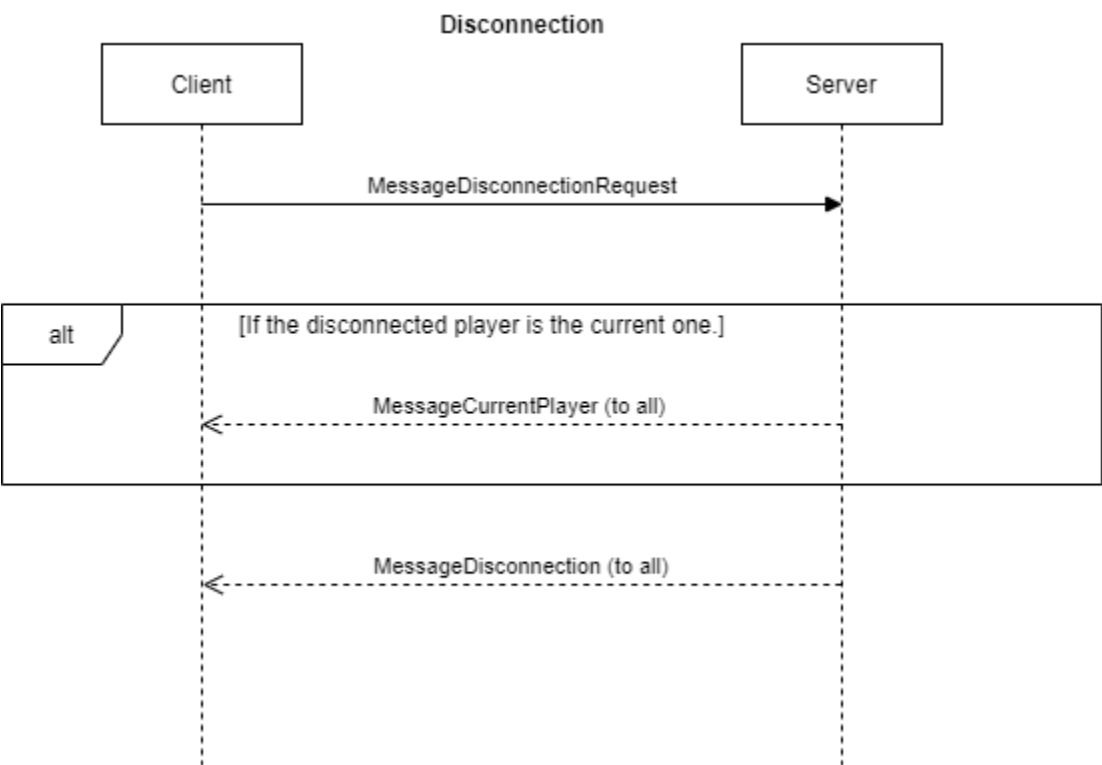 Disconnection
Client
Server
MessageDisconnectionRequest
alt
[If the disconnected player is the current one.]
MessageCurrentPlayer (to all)
MessageDisconnection (to all)